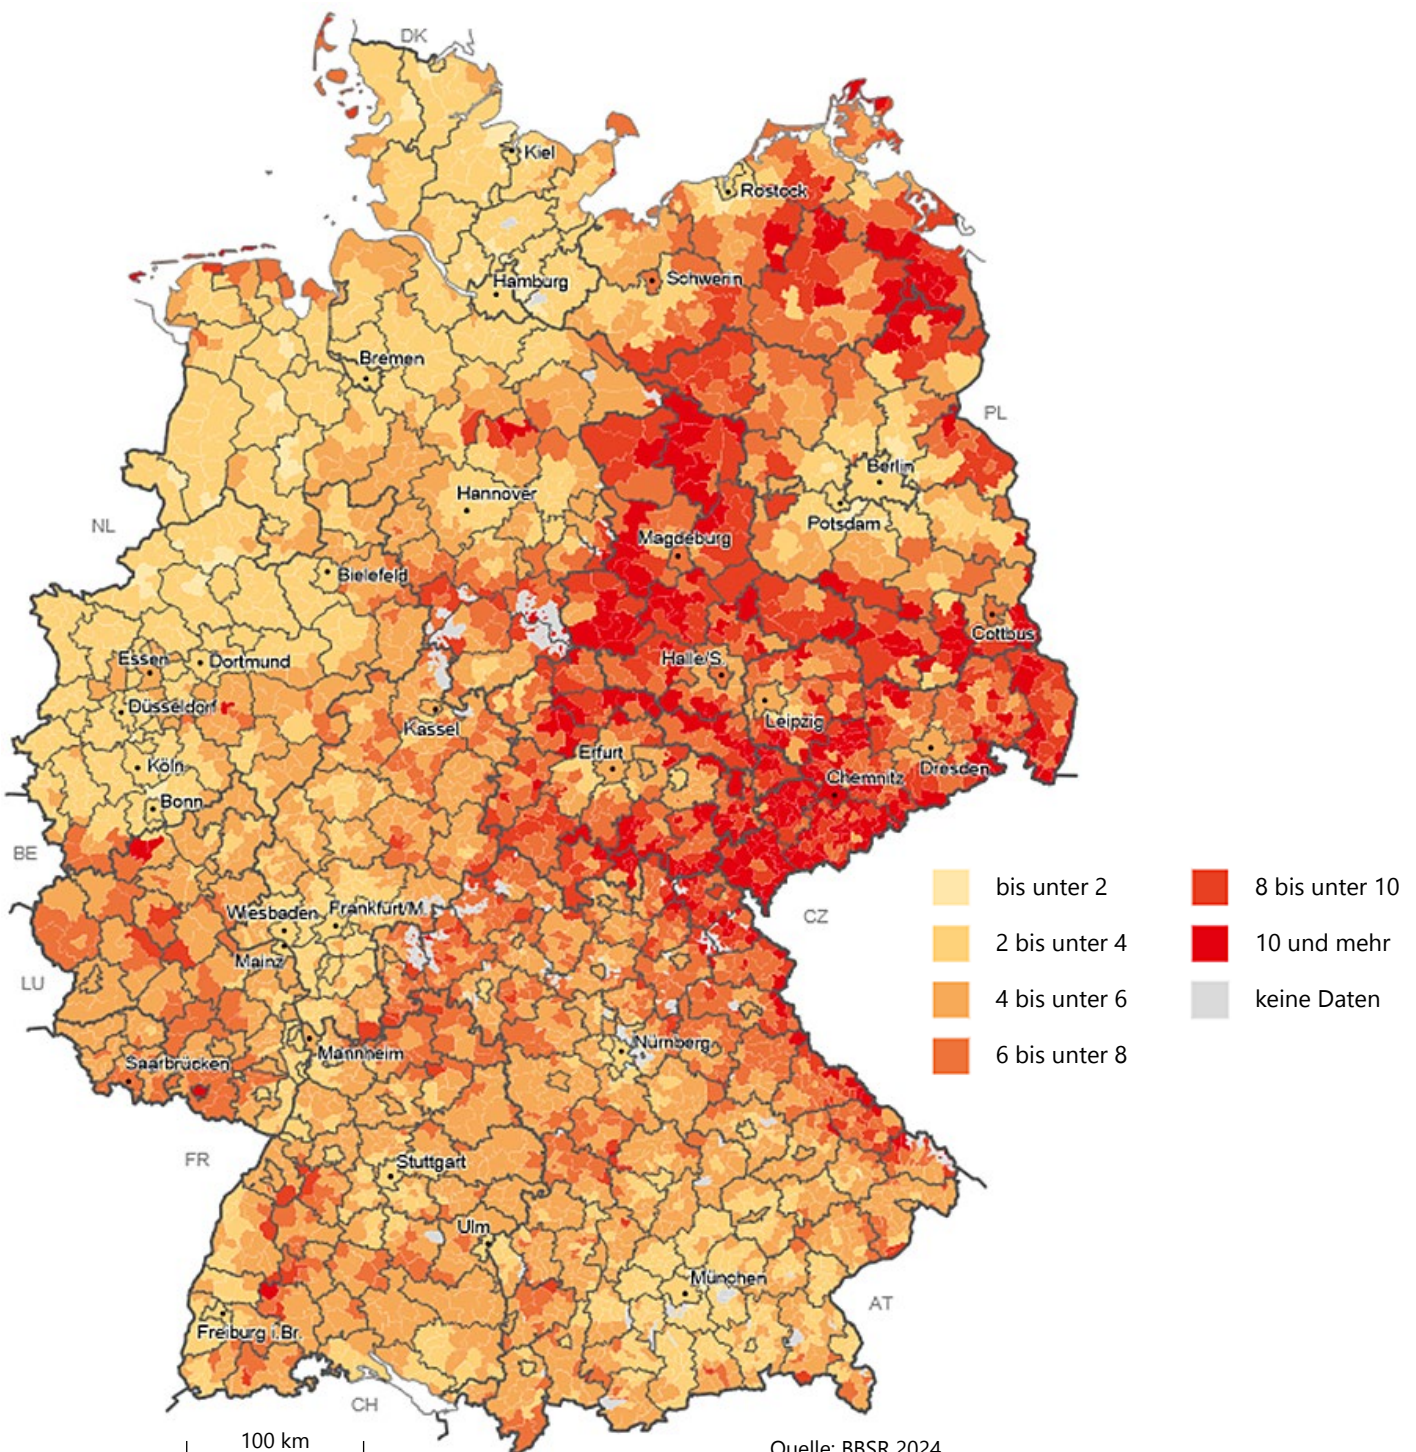 DK
Kiel
Rostock
Hamburg
Schwerin
Bremen
PL
Berlin
Hannover
NL
Potsdam
Magdeburg
Bielefeld
Cottbus
Essen
Dortmund
Halle/S.
Düsseldorf
Leipzig
Kassel
Erfurt
Köln
Dresden
Chemnitz
Bonn
BE
bis unter 2
8 bis unter 10
Wiesbaden
Frankfurt/M.
CZ
2 bis unter 4
10 und mehr
Mainz
LU
4 bis unter 6
keine Daten
Nürnberg
Mannheim
6 bis unter 8
Saarbrücken
FR
Stuttgart
Ulm
München
AT
Freiburg i.Br.
CH
100 km
Quelle: BBSR 2024